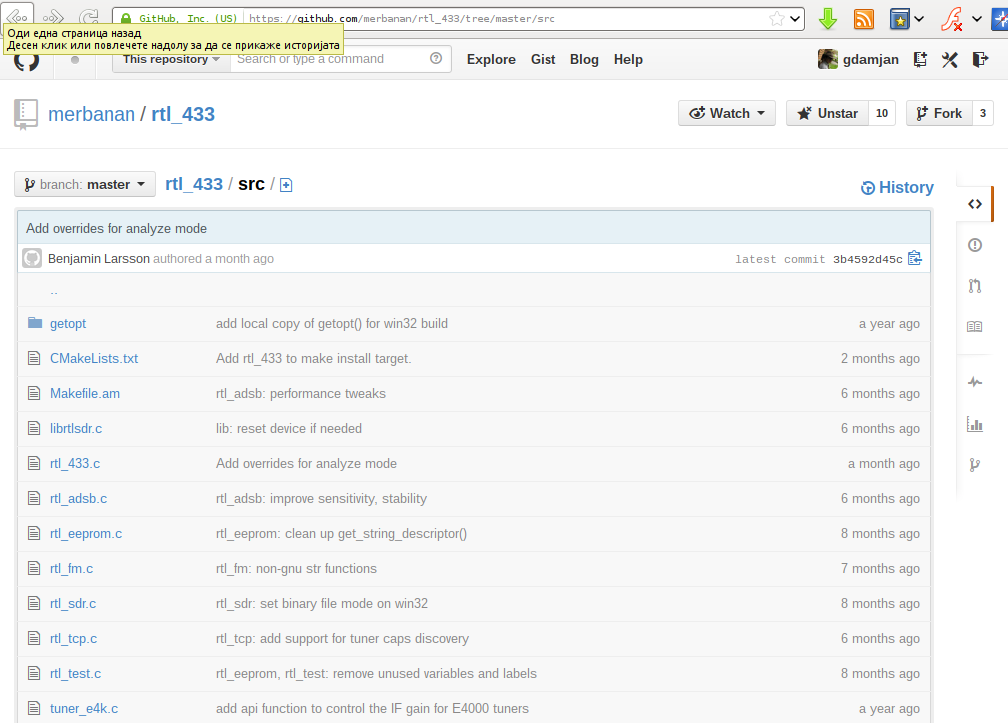 GitHub, Inc. (US) https://github.com/merbanan/rtl_433/tree/master/src
Оди една страница назад
Десен клик или повлечете надолу за да се прикаже историјата
This repository Search or type a command Explore Gist Blog Help gdamjan
merbanan / rtl_433 Watch Unstar 10 Fork 3
branch: master rtl_433 / src / History
Add overrides for analyze mode
Benjamin Larsson authored a month ago latest commit 3b4592d45c
..
getopt add local copy of getopt() for win32 build a year ago
CMakeLists.txt Add rtl_433 to make install target. 2 months ago
Makefile.am rtl_adsb: performance tweaks 6 months ago
librtlsdr.c lib: reset device if needed 6 months ago
rtl_433.c Add overrides for analyze mode a month ago
rtl_adsb.c rtl_adsb: improve sensitivity, stability 6 months ago
rtl_eeprom.c rtl_eeprom: clean up get_string_descriptor() 8 months ago
rtl_fm.c rtl_fm: non-gnu str functions 7 months ago
rtl_sdr.c rtl_sdr: set binary file mode on win32 8 months ago
rtl_tcp.c rtl_tcp: add support for tuner caps discovery 6 months ago
rtl_test.c rtl_eeprom, rtl_test: remove unused variables and labels 8 months ago
tuner_e4k.c add api function to control the IF gain for E4000 tuners a year ago